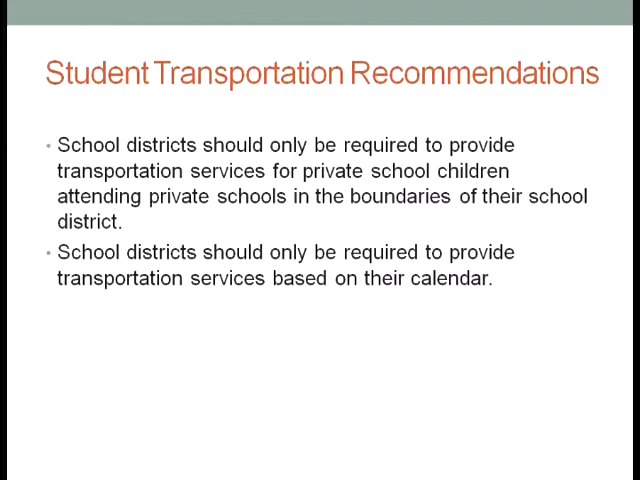 Student Transportation Recommendations
• School districts should only be required to provide
transportation services for private school children
attending private schools in the boundaries of their school
district.
• School districts should only be required to provide
transportation services based on their calendar.